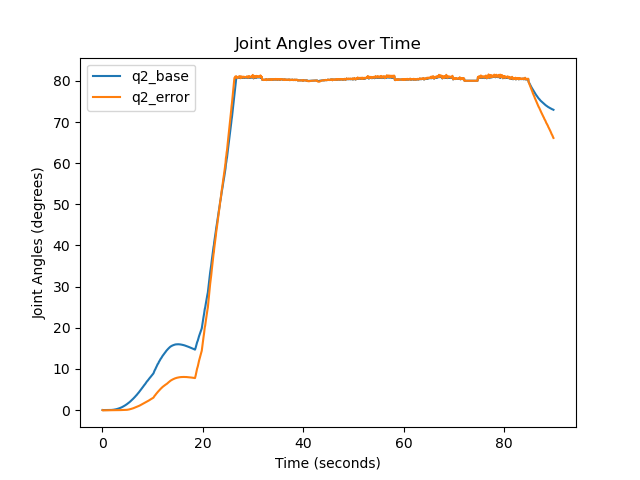 Joint Angles over Time
q2_base
q2_error
Joint Angles (degrees)
80
70
60
50
40
30
20
10
0
0 20 40 60 80
Time (seconds)